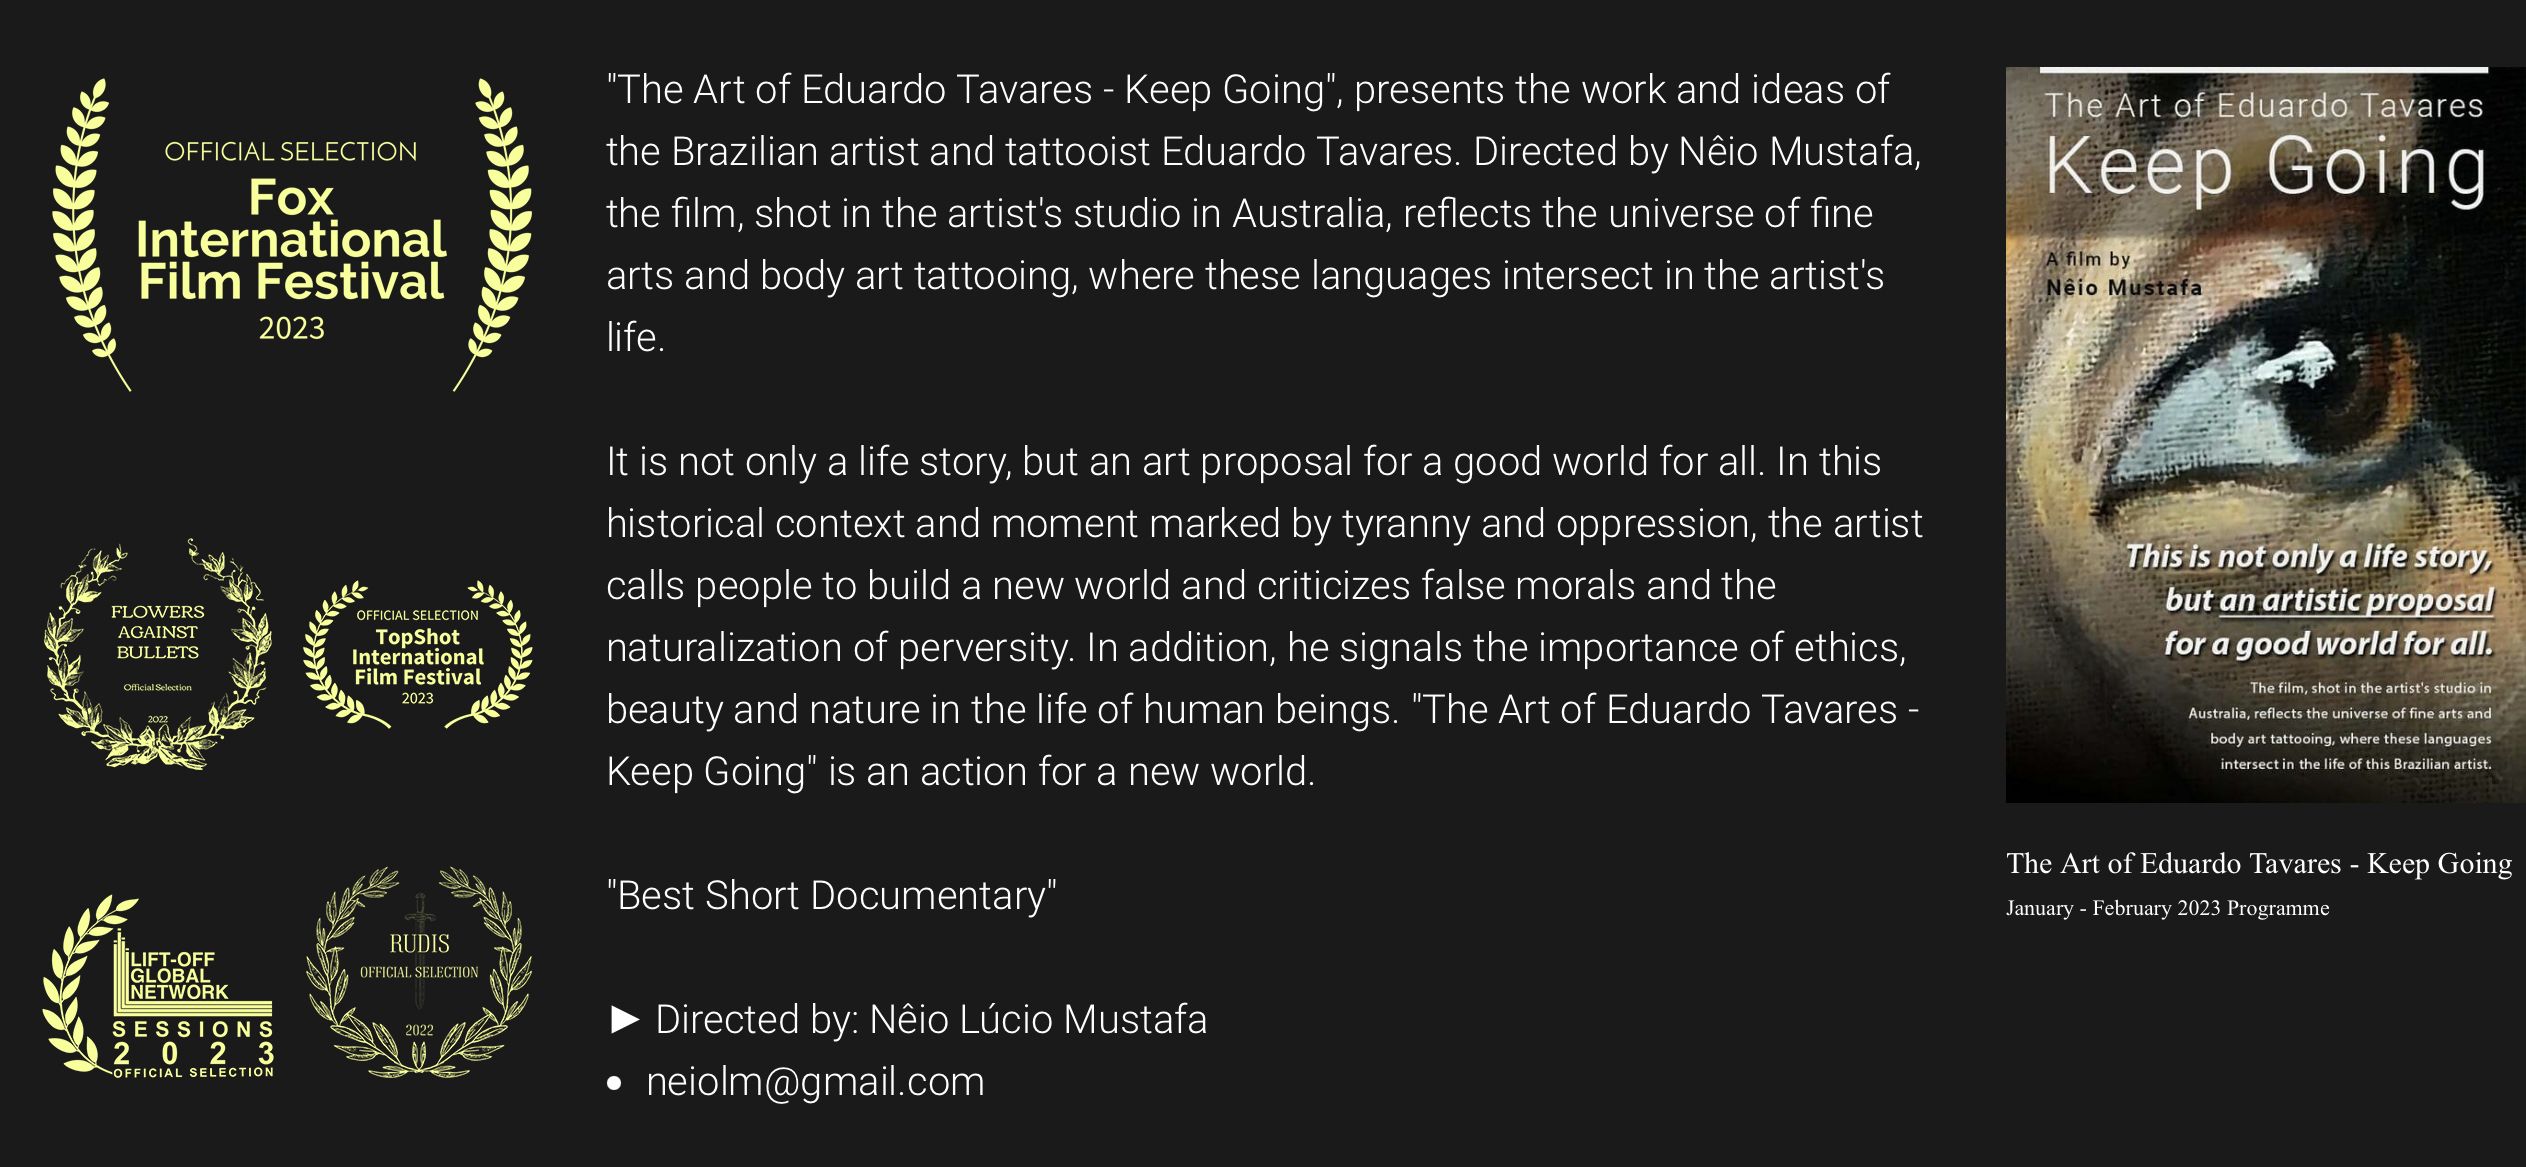 OFFICIAL SELECTION
Fox
International
Film Festival
2023
FLOWERS
AGAINST
BULLETS
Official Selection
2022
OFFICIAL SELECTION
TopShot
International
Film Festival
2023
LIFT-OFF
GLOBAL
NETWORK
SESSIONS
2023
OFFICIAL SELECTION
RUDIS
OFFICIAL SELECTION
2022
"The Art of Eduardo Tavares - Keep Going", presents the work and ideas of
the Brazilian artist and tattooist Eduardo Tavares. Directed by Nêio Mustafa,
the film, shot in the artist's studio in Australia, reflects the universe of fine
arts and body art tattooing, where these languages intersect in the artist's
life.
It is not only a life story, but an art proposal for a good world for all. In this
historical context and moment marked by tyranny and oppression, the artist
calls people to build a new world and criticizes false morals and the
naturalization of perversity. In addition, he signals the importance of ethics,
beauty and nature in the life of human beings. "The Art of Eduardo Tavares -
Keep Going" is an action for a new world.
"Best Short Documentary"
► Directed by: Nêio Lúcio Mustafa
• neiolm@gmail.com
The Art of Eduardo Tavares
Keep Going
A film by
Nêio Mustafa
This is not only a life story,
but an artistic proposal
for a good world for all.
The film, shot in the artist's studio in
Australia, reflects the universe of fine arts and
body art tattooing, where these languages
intersect in the life of this Brazilian artist.
The Art of Eduardo Tavares - Keep Going
January - February 2023 Programme